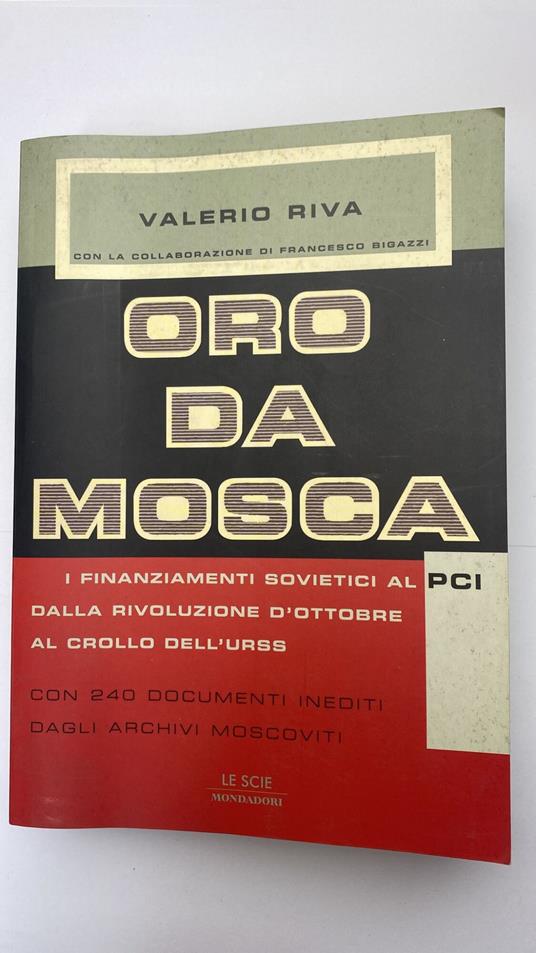 VALERIO RIVA
CON LA COLLABORAZIONE DI FRANCESCO BIGAZZI
ORO
DA
MOSCA
I FINANZIAMENTI SOVIETICI AL PCI
DALLA RIVOLUZIONE D'OTTOBRE
AL CROLLO DELL'URSS
CON 240 DOCUMENTI INEDITI
DAGLI ARCHIVI MOSCOVITI
LE SCIE
MONDADORI